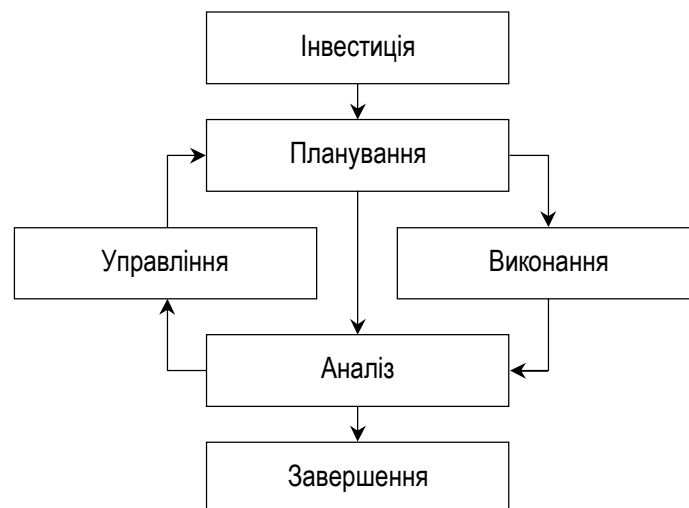 Інвестиція
Планування
Управління
Виконання
Аналіз
Завершення